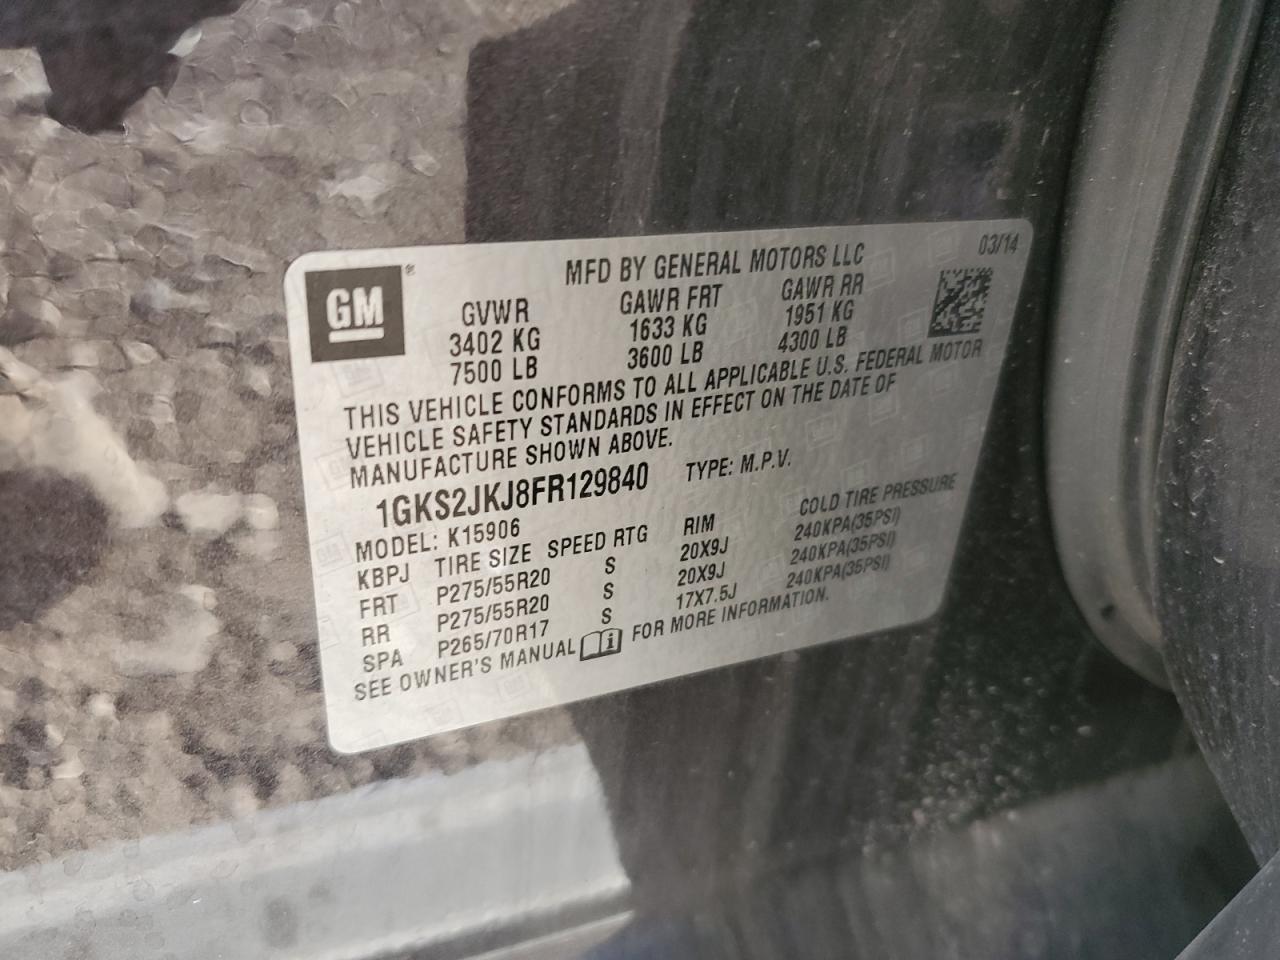 GM®
MFD BY GENERAL MOTORS LLC
03/14
GVWR GAWR FRT GAWR RR
3402 KG 1633 KG 1951 KG
7500 LB 3600 LB 4300 LB
THIS VEHICLE CONFORMS TO ALL APPLICABLE U.S. FEDERAL MOTOR
VEHICLE SAFETY STANDARDS IN EFFECT ON THE DATE OF
MANUFACTURE SHOWN ABOVE.
1GKS2JKJ8FR129840 TYPE: M.P.V.
MODEL: K15906
KBPJ TIRE SIZE SPEED RTG RIM COLD TIRE PRESSURE
FRT P275/55R20 S 20X9J 240KPA(35PSI)
RR P275/55R20 S 20X9J 240KPA(35PSI)
SPA P265/70R17 S 17X7.5J 240KPA(35PSI)
SEE OWNER'S MANUAL FOR MORE INFORMATION.